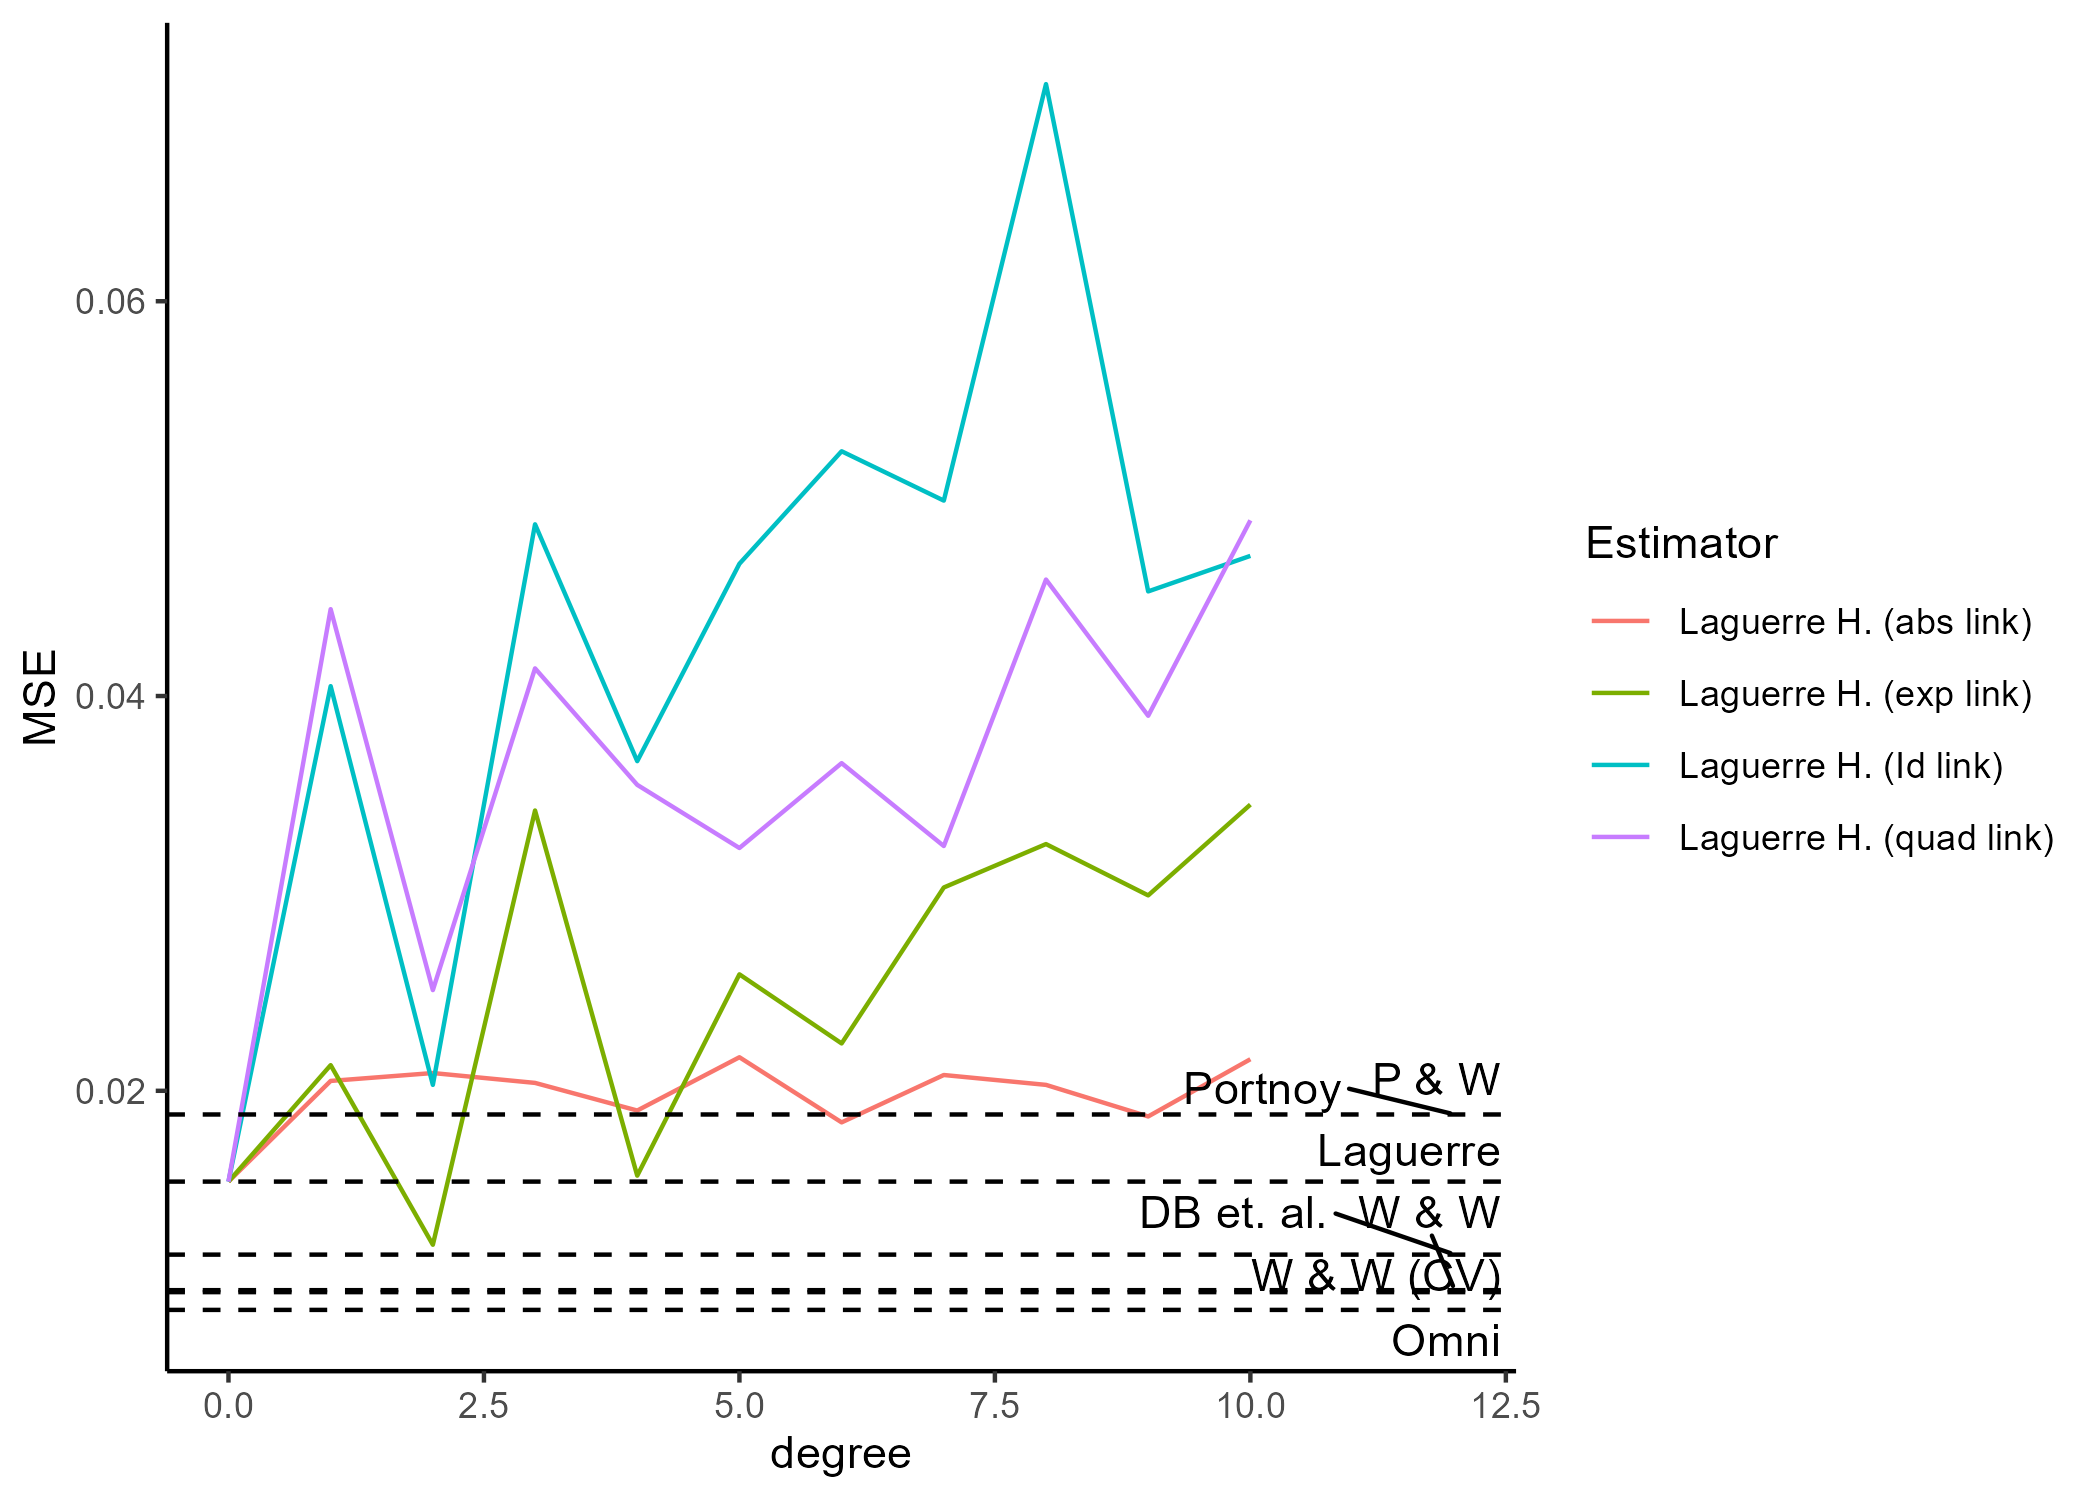 MSE
0.06
0.04
0.02
Portnoy
P & W
Laguerre
DB et. al.
W & W
W & W (CV)
Omni
0.0
2.5
5.0
7.5
10.0
12.5
degree
Estimator
Laguerre H. (abs link)
Laguerre H. (exp link)
Laguerre H. (Id link)
Laguerre H. (quad link)